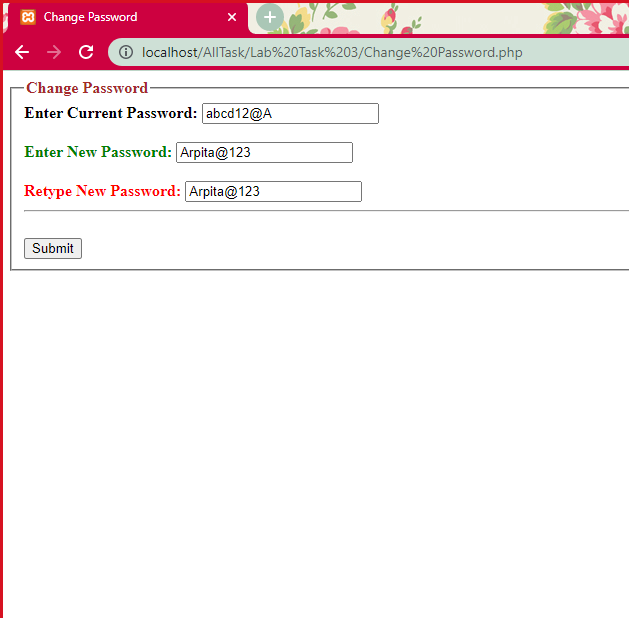 Change Password
localhost/AllTask/Lab%20Task%203/Change%20Password.php
Change Password
Enter Current Password: abcd12@A
Enter New Password: Arpita@123
Retype New Password: Arpita@123
Submit